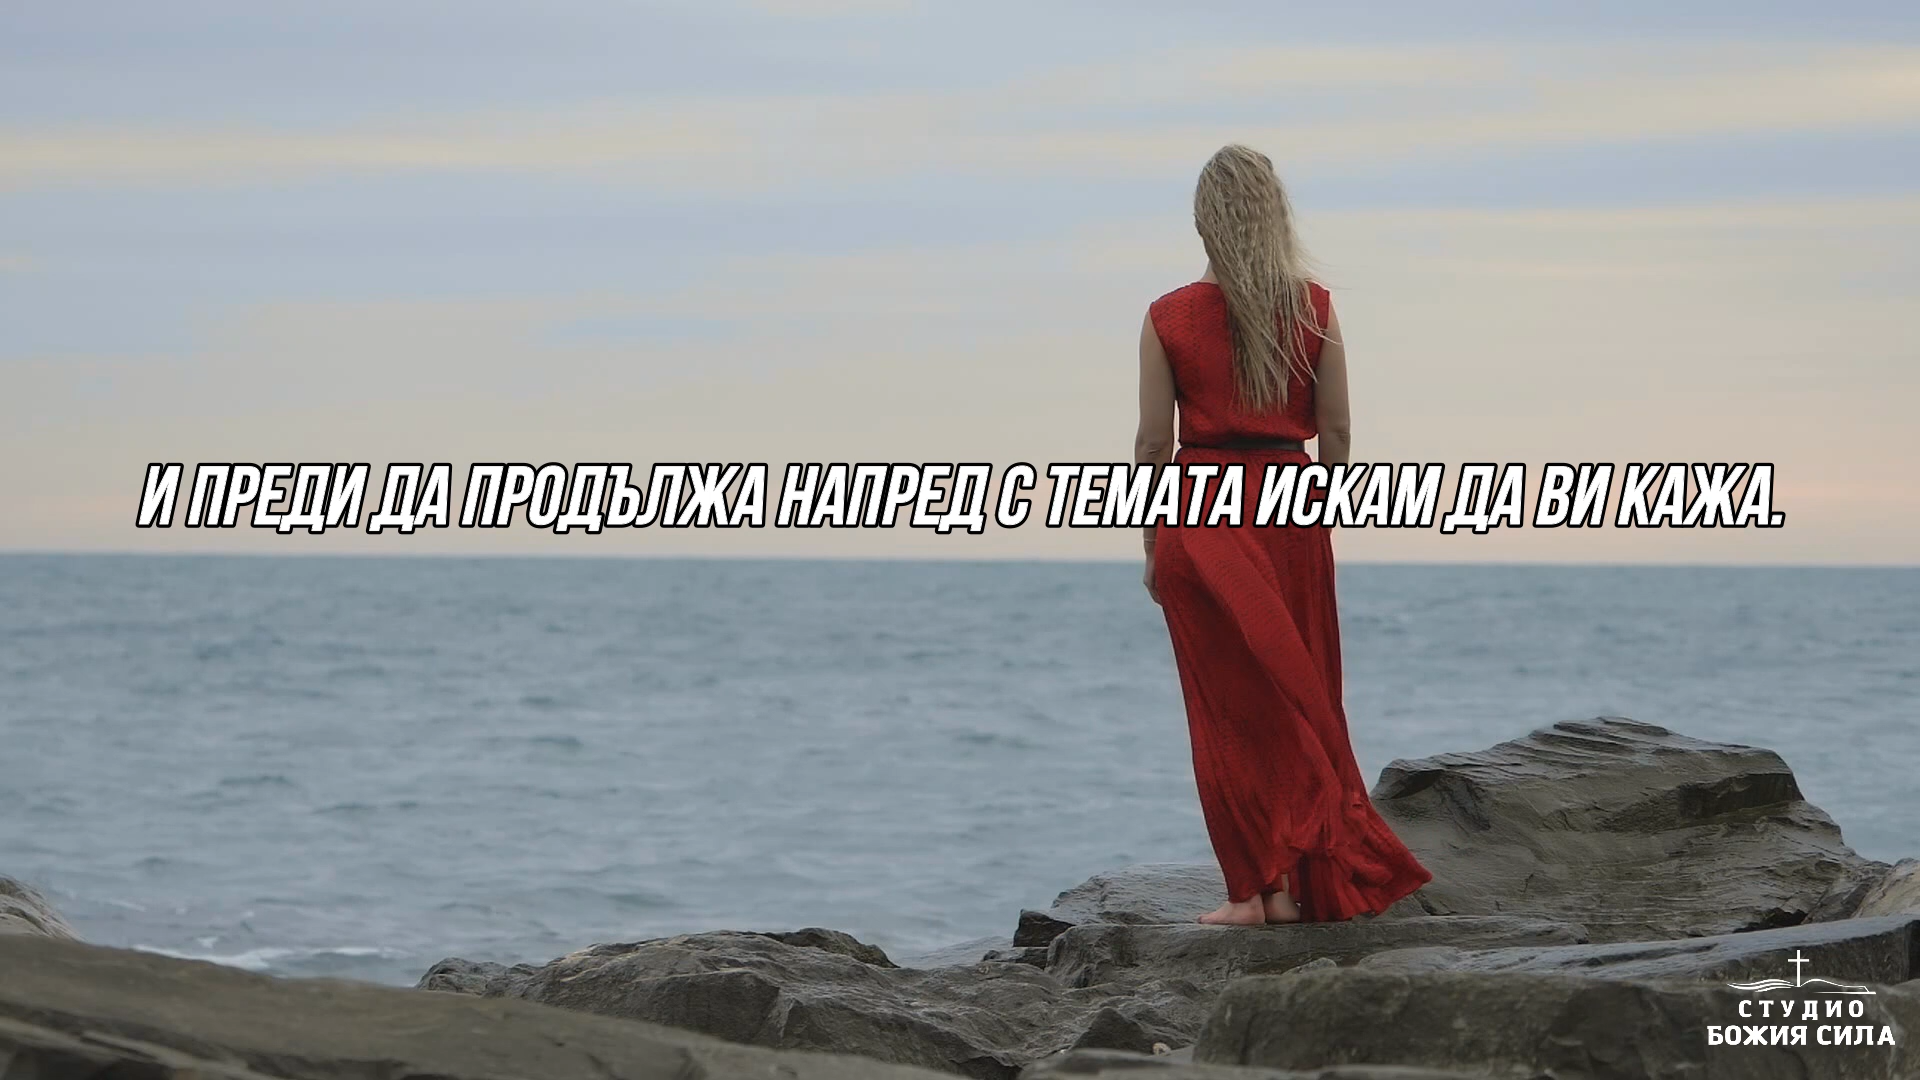 И ПРЕДИ ДА ПРОДЪЛЖА НАПРЕД С ТЕМАТА ИСКАМ ДА ВИ КАЖА.
СТУДИО
БОЖИЯ СИЛА